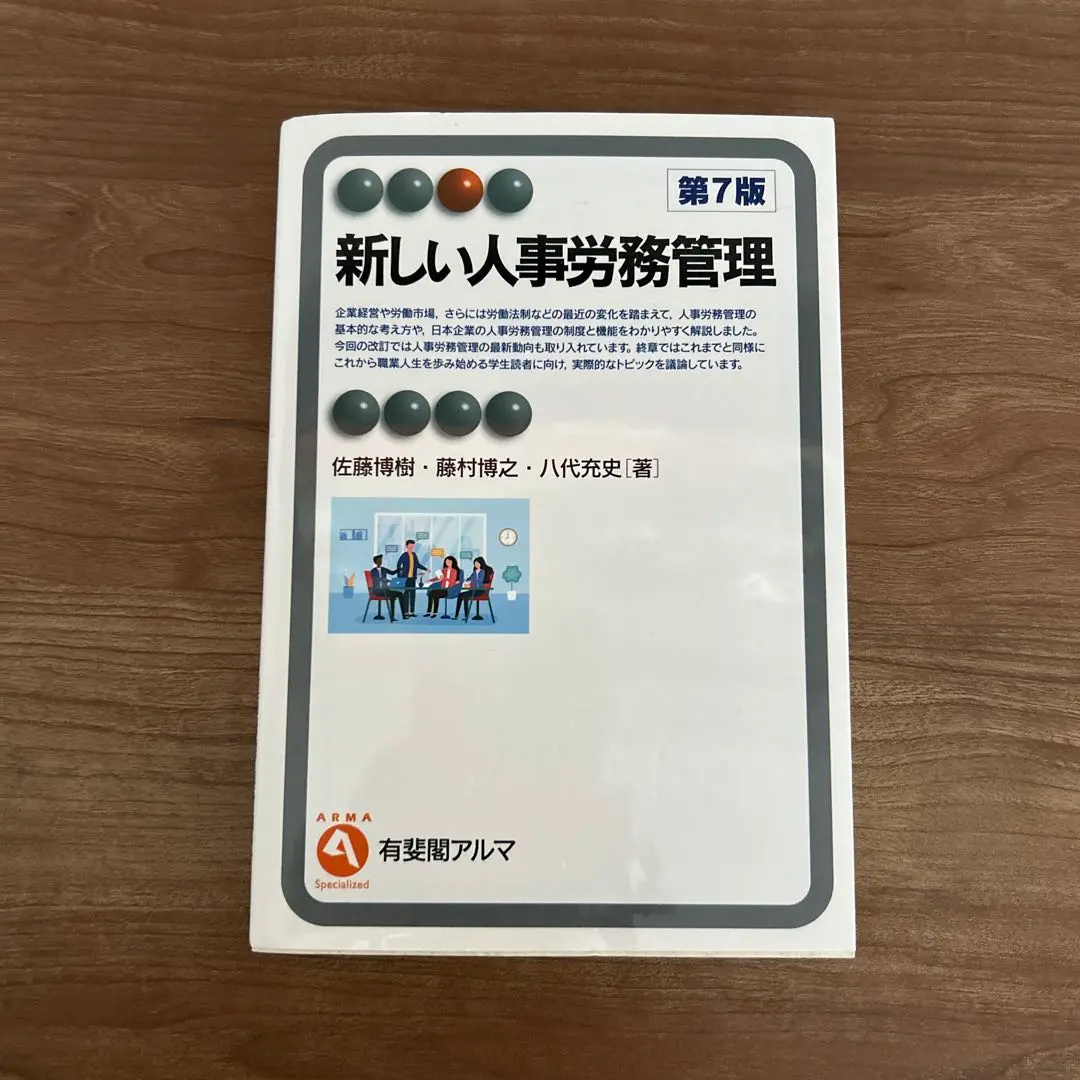 第7版
新しい人事労務管理
企業経営や労働市場，さらには労働法制などの最近の変化を踏まえて，人事労務管理の
基本的な考え方や，日本企業の人事労務管理の制度と機能をわかりやすく解説しました。
今回の改訂では人事労務管理の最新動向も取り入れています。終章ではこれまでと同様に
これから職業人生を歩み始める学生読者に向け，実際的なトピックを議論しています。
佐藤博樹・藤村博之・八代充史[著]
ARMA
有斐閣アルマ
Specialized